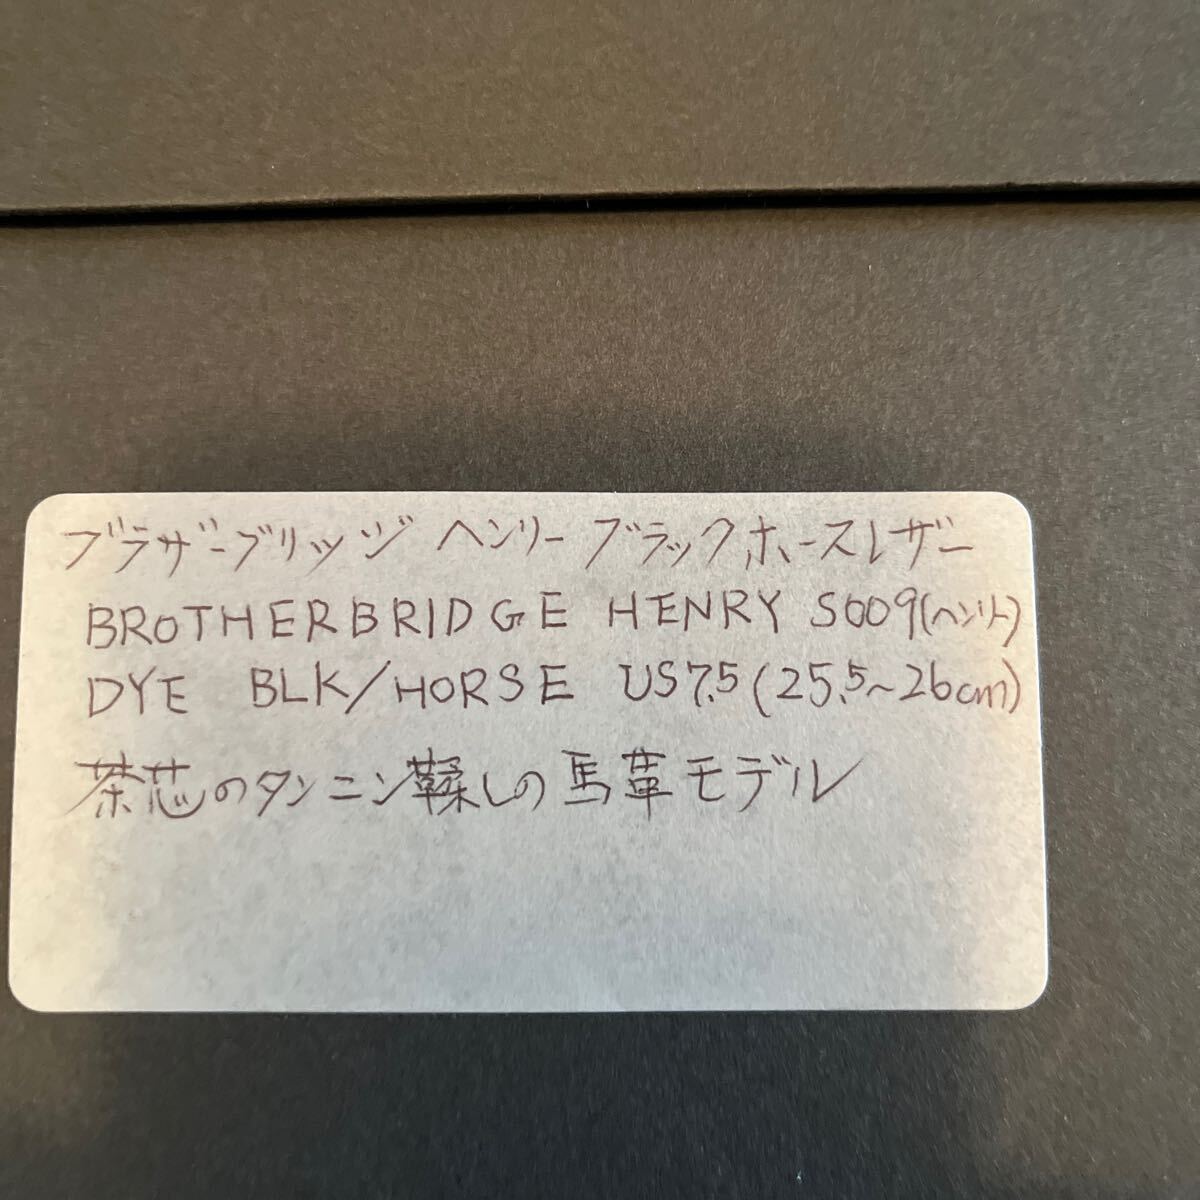 ブラザーブリッジ ヘンリー ブラックホースレザー
BROTHERBRIDGE HENRY S009(ヘンリー)
DYE BLK/HORSE US7.5(25.5~26cm)
茶芯のタンニン鞣しの馬革モデル